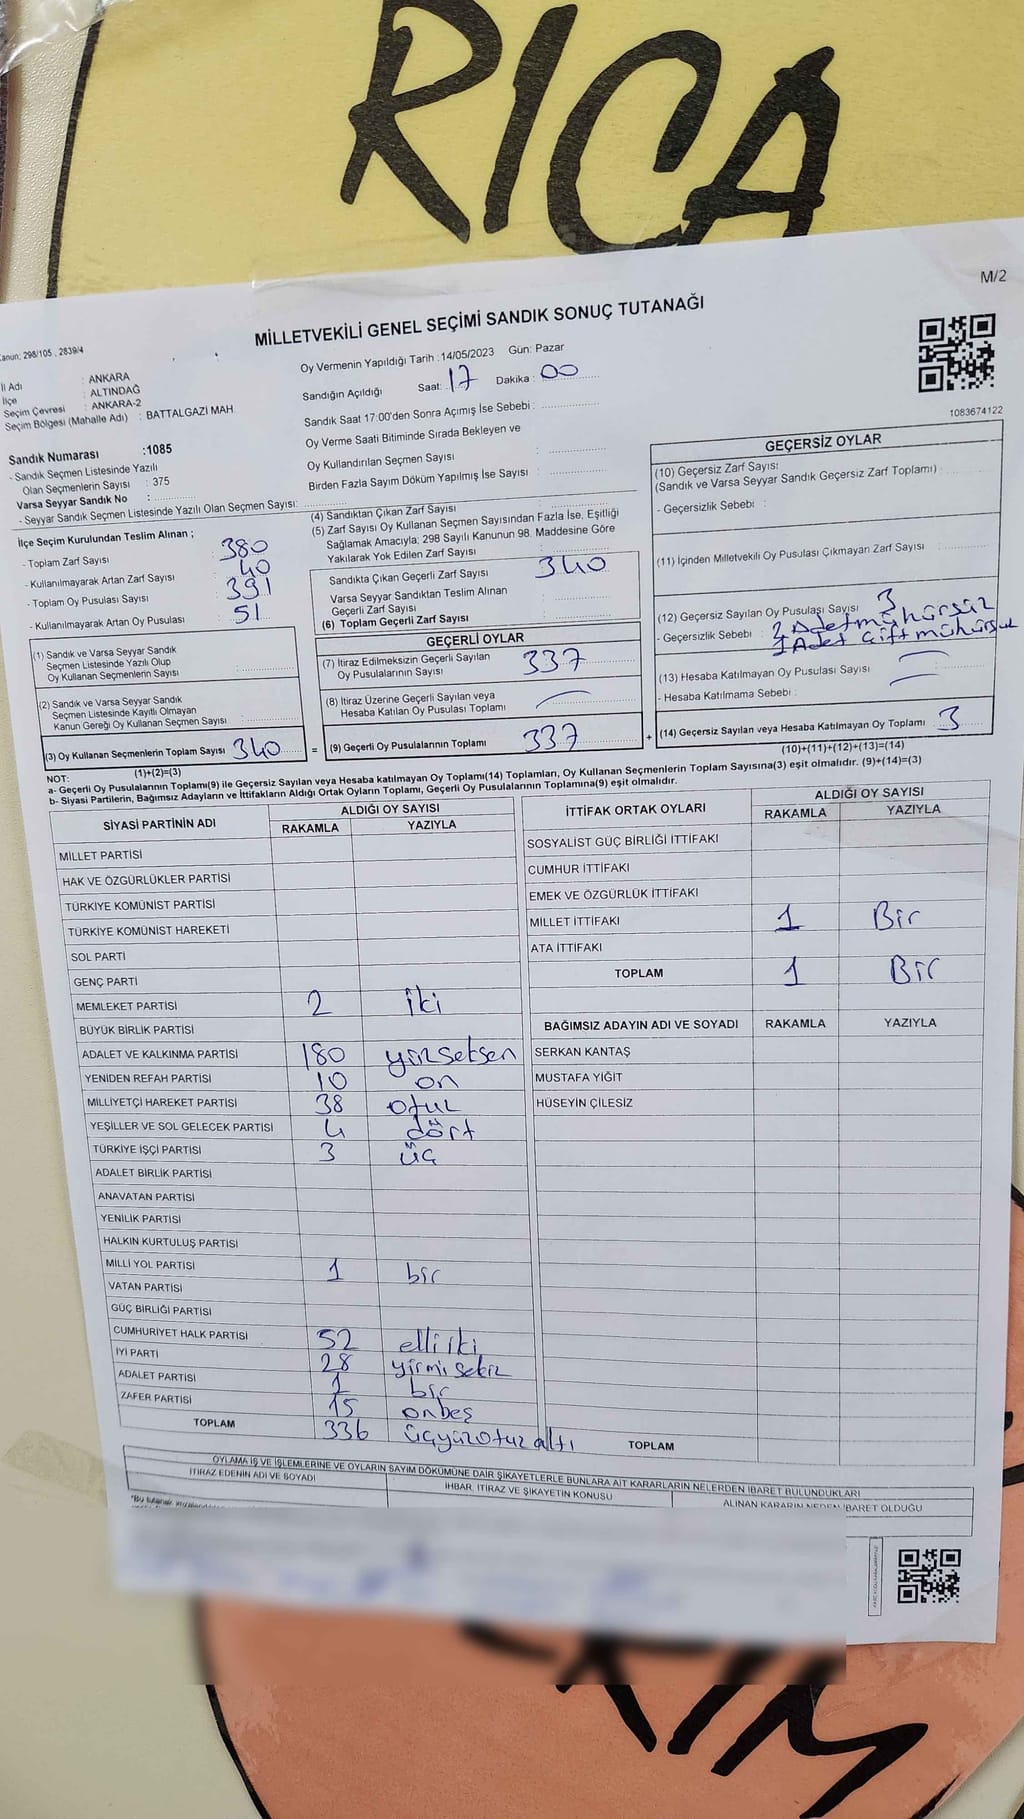 RICA
M/2
MİLLETVEKİLİ GENEL SEÇİMİ SANDIK SONUÇ TUTANAĞI
Kanun: 298/105 , 2839/4
Oy Vermenin Yapıldığı Tarih : 14/05/2023 Gün: Pazar
İl Adı : ANKARA
İlçe : ALTINDAĞ
Seçim Çevresi : ANKARA-2
Seçim Bölgesi (Mahalle Adı) : BATTALGAZİ MAH.
Sandığın Açıldığı Saat: 17 Dakika : 00
Sandık Saat 17:00'den Sonra Açımış İse Sebebi :
Oy Verme Saati Bitiminde Sırada Bekleyen ve
Oy Kullandırılan Seçmen Sayısı :
Birden Fazla Sayım Döküm Yapılmış İse Sayısı :
1083674122
Sandık Numarası :1085
- Sandık Seçmen Listesinde Yazılı
Olan Seçmenlerin Sayısı : 375
Varsa Seyyar Sandık No :
- Seyyar Sandık Seçmen Listesinde Yazılı Olan Seçmen Sayısı:
İlçe Seçim Kurulundan Teslim Alınan ;
- Toplam Zarf Sayısı : 380
- Kullanılmayarak Artan Zarf Sayısı : 40
- Toplam Oy Pusulası Sayısı : 391
- Kullanılmayarak Artan Oy Pusulası : 51
(1) Sandık ve Varsa Seyyar Sandık
Seçmen Listesinde Yazılı Olup
Oy Kullanan Seçmenlerin Sayısı :
(2) Sandık ve Varsa Seyyar Sandık
Seçmen Listesinde Kayıtlı Olmayan
Kanun Gereği Oy Kullanan Seçmen Sayısı :
(3) Oy Kullanan Seçmenlerin Toplam Sayısı 340
(1)+(2)=(3)
(4) Sandıktan Çıkan Zarf Sayısı :
(5) Zarf Sayısı Oy Kullanan Seçmen Sayısından Fazla İse, Eşitliği
Sağlamak Amacıyla; 298 Sayılı Kanunun 98. Maddesine Göre
Yakılarak Yok Edilen Zarf Sayısı :
Sandıkta Çıkan Geçerli Zarf Sayısı : 340
Varsa Seyyar Sandıktan Teslim Alınan
Geçerli Zarf Sayısı :
(6) Toplam Geçerli Zarf Sayısı :
GEÇERLİ OYLAR
(7) İtiraz Edilmeksizin Geçerli Sayılan
Oy Pusulalarının Sayısı : 337
(8) İtiraz Üzerine Geçerli Sayılan veya
Hesaba Katılan Oy Pusulası Toplamı :
= (9) Geçerli Oy Pusulalarının Toplamı : 337
GEÇERSİZ OYLAR
(10) Geçersiz Zarf Sayısı
(Sandık ve Varsa Seyyar Sandık Geçersiz Zarf Toplamı) :
- Geçersizlik Sebebi :
(11) İçinden Milletvekili Oy Pusulası Çıkmayan Zarf Sayısı :
(12) Geçersiz Sayılan Oy Pusulası Sayısı : 3
- Geçersizlik Sebebi : 2 Adet mühürsüz
1 Adet Çift mühürsük
(13) Hesaba Katılmayan Oy Pusulası Sayısı :
- Hesaba Katılmama Sebebi :
+ (14) Geçersiz Sayılan veya Hesaba Katılmayan Oy Toplamı : 3
(10)+(11)+(12)+(13)=(14)
NOT:
a- Geçerli Oy Pusulalarının Toplamı(9) ile Geçersiz Sayılan veya Hesaba katılmayan Oy Toplamı(14) Toplamları, Oy Kullanan Seçmenlerin Toplam Sayısına(3) eşit olmalıdır. (9)+(14)=(3)
b- Siyasi Partilerin, Bağımsız Adayların ve İttifakların Aldığı Ortak Oyların Toplamı, Geçerli Oy Pusulalarının Toplamına(9) eşit olmalıdır.
SİYASİ PARTİNİN ADI ALDIĞI OY SAYISI
RAKAMLA YAZIYLA
MİLLET PARTİSİ
HAK VE ÖZGÜRLÜKLER PARTİSİ
TÜRKİYE KOMÜNİST PARTİSİ
TÜRKİYE KOMÜNİST HAREKETİ
SOL PARTİ
GENÇ PARTİ
MEMLEKET PARTİSİ 2 iki
BÜYÜK BİRLİK PARTİSİ
ADALET VE KALKINMA PARTİSİ 180 yüzseksen
YENİDEN REFAH PARTİSİ 10 on
MİLLİYETÇİ HAREKET PARTİSİ 38 otuz
YEŞİLLER VE SOL GELECEK PARTİSİ 4 dört
TÜRKİYE İŞÇİ PARTİSİ 3 üç
ADALET BİRLİK PARTİSİ
ANAVATAN PARTİSİ
YENİLİK PARTİSİ
HALKIN KURTULUŞ PARTİSİ
MİLLİ YOL PARTİSİ 1 bir
VATAN PARTİSİ
GÜÇ BİRLİĞİ PARTİSİ
CUMHURİYET HALK PARTİSİ 52 elli iki
İYİ PARTİ 28 yirmi sekiz
ADALET PARTİSİ 1 bir
ZAFER PARTİSİ 15 onbeş
TOPLAM 336 üçyüzotuz altı
İTTİFAK ORTAK OYLARI ALDIĞI OY SAYISI
RAKAMLA YAZIYLA
SOSYALİST GÜÇ BİRLİĞİ İTTİFAKI
CUMHUR İTTİFAKI
EMEK VE ÖZGÜRLÜK İTTİFAKI
MİLLET İTTİFAKI 1 Bir
ATA İTTİFAKI
TOPLAM 1 Bir
BAĞIMSIZ ADAYIN ADI VE SOYADI RAKAMLA YAZIYLA
SERKAN KANTAŞ
MUSTAFA YİĞİT
HÜSEYİN ÇİLESİZ
TOPLAM
OYLAMA İŞ VE İŞLEMLERİNE VE OYLARIN SAYIM DÖKÜMÜNE DAİR ŞİKAYETLERLE BUNLARA AİT KARARLARIN NELERDEN İBARET BULUNDUKLARI
İTİRAZ EDENİN ADI VE SOYADI İHBAR, İTİRAZ VE ŞİKAYETİN KONUSU ALINAN KARARIN NEDEN İBARET OLDUĞU